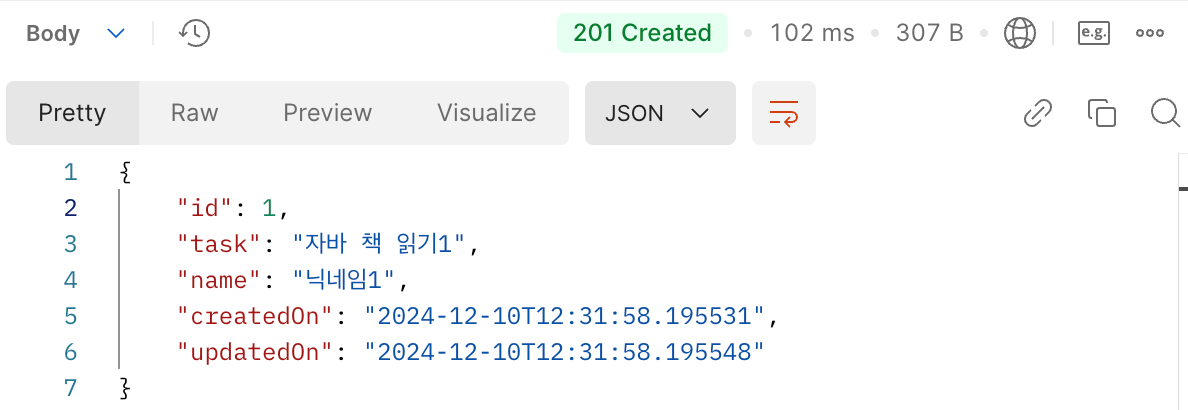 Body 201 Created 102 ms 307 B e.g.
Pretty Raw Preview Visualize JSON
1 {
2 "id": 1,
3 "task": "자바 책 읽기1",
4 "name": "닉네임1",
5 "createdOn": "2024-12-10T12:31:58.195531",
6 "updatedOn": "2024-12-10T12:31:58.195548"
7 }